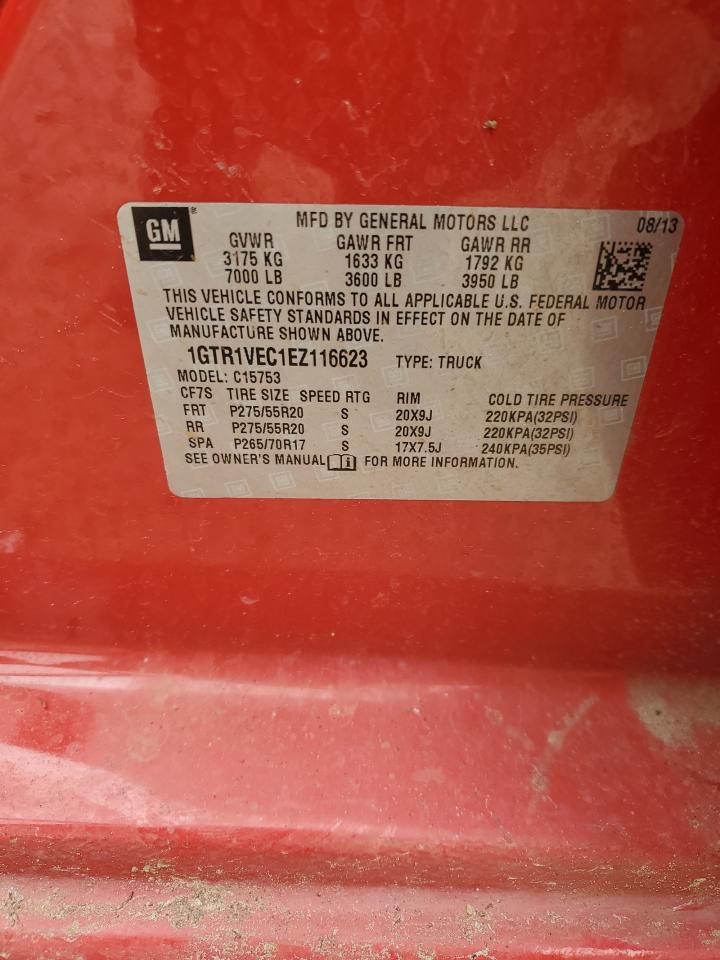 GM ® MFD BY GENERAL MOTORS LLC 08/13
GVWR GAWR FRT GAWR RR
3175 KG 1633 KG 1792 KG
7000 LB 3600 LB 3950 LB
THIS VEHICLE CONFORMS TO ALL APPLICABLE U.S. FEDERAL MOTOR
VEHICLE SAFETY STANDARDS IN EFFECT ON THE DATE OF
MANUFACTURE SHOWN ABOVE.
1GTR1VEC1EZ116623 TYPE: TRUCK
MODEL: C15753
CF7S TIRE SIZE SPEED RTG RIM COLD TIRE PRESSURE
FRT P275/55R20 S 20X9J 220KPA(32PSI)
RR P275/55R20 S 20X9J 220KPA(32PSI)
SPA P265/70R17 S 17X7.5J 240KPA(35PSI)
SEE OWNER'S MANUAL FOR MORE INFORMATION.